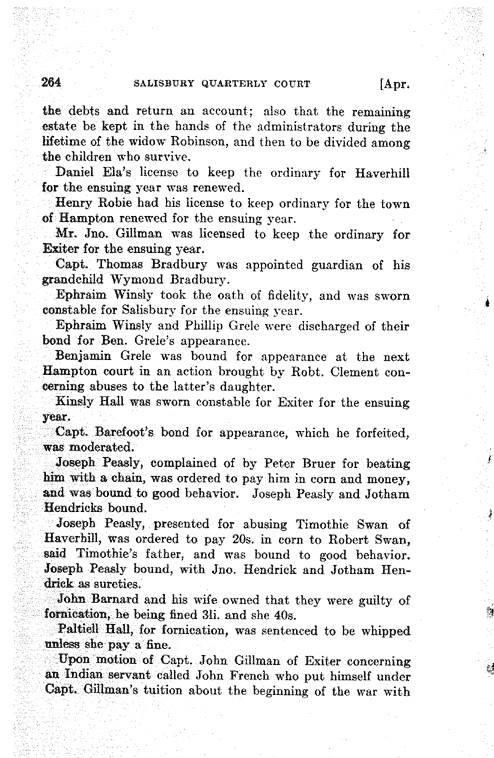 264 SALISBURY QUARTERLY COURT [Apr.
the debts and return an account; also that the remaining
estate be kept in the hands of the administrators during the
lifetime of the widow Robinson, and then to be divided among
the children who survive.
Daniel Ela's license to keep the ordinary for Haverhill
for the ensuing year was renewed.
Henry Robie had his license to keep ordinary for the town
of Hampton renewed for the ensuing year.
Mr. Jno. Gillman was licensed to keep the ordinary for
Exiter for the ensuing year.
Capt. Thomas Bradbury was appointed guardian of his
grandchild Wymond Bradbury.
Ephraim Winsly took the oath of fidelity, and was sworn
constable for Salisbury for the ensuing year.
Ephraim Winsly and Phillip Grele were discharged of their
bond for Ben. Grele's appearance.
Benjamin Grele was bound for appearance at the next
Hampton court in an action brought by Robt. Clement con-
cerning abuses to the latter's daughter.
Kinsly Hall was sworn constable for Exiter for the ensuing
year.
Capt. Barefoot's bond for appearance, which he forfeited,
was moderated.
Joseph Peasly, complained of by Peter Bruer for beating
him with a chain, was ordered to pay him in corn and money,
and was bound to good behavior. Joseph Peasly and Jotham
Hendricks bound.
Joseph Peasly, presented for abusing Timothie Swan of
Haverhill, was ordered to pay 20s. in corn to Robert Swan,
said Timothie's father, and was bound to good behavior.
Joseph Peasly bound, with Jno. Hendrick and Jotham Hen-
drick as sureties.
John Barnard and his wife owned that they were guilty of
fornication, he being fined 3li. and she 40s.
Paltiell Hall, for fornication, was sentenced to be whipped
unless she pay a fine.
Upon motion of Capt. John Gillman of Exiter concerning
an Indian servant called John French who put himself under
Capt. Gillman's tuition about the beginning of the war with